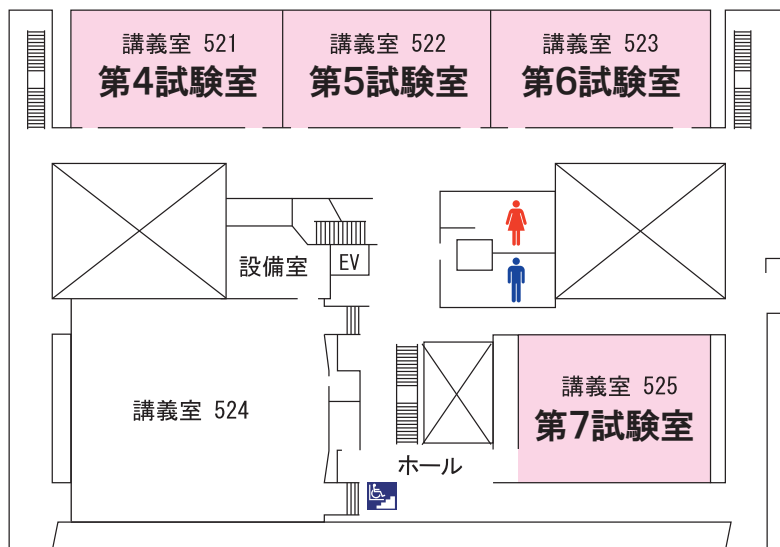 講義室 521
第4試験室
講義室 522
第5試験室
講義室 523
第6試験室
設備室
EV
講義室 524
講義室 525
第7試験室
ホール